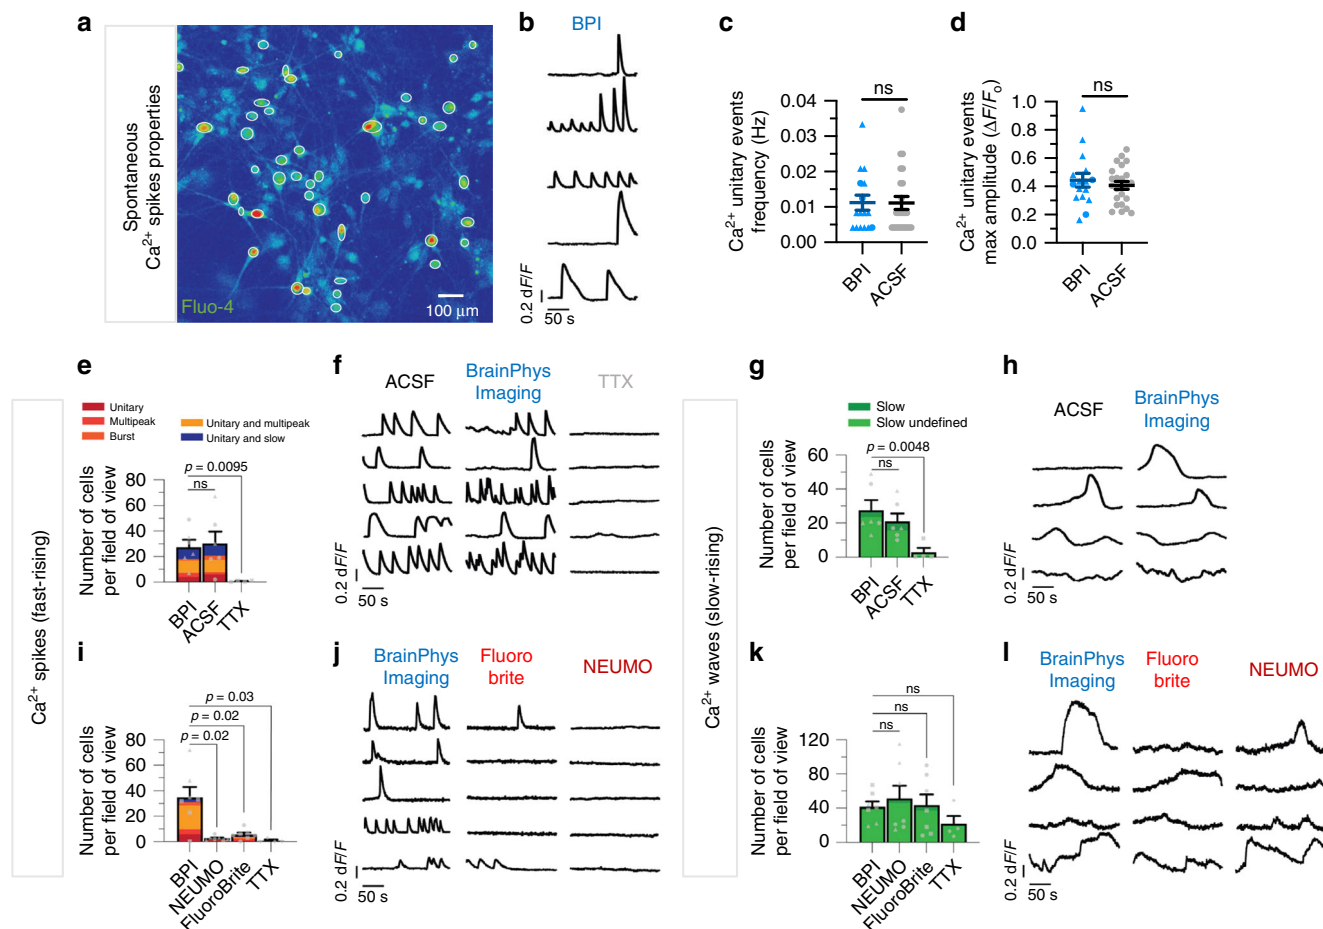 a
Spontaneous
Ca2+ spikes properties
Fluo-4
100 μm
b
BPI
0.2 dF/F
50 s
c
ns
Ca2+ unitary events
frequency (Hz)
0.04
0.03
0.02
0.01
0.00
BPI
ACSF
d
ns
Ca2+ unitary events
max amplitude (ΔF/Fo)
1.0
0.8
0.6
0.4
0.2
0.0
BPI
ACSF
Ca2+ spikes (fast-rising)
e
Unitary
Multipeak
Burst
Unitary and multipeak
Unitary and slow
p = 0.0095
ns
Number of cells
per field of view
80
60
40
20
0
BPI
ACSF
TTX
f
ACSF
BrainPhys
Imaging
TTX
0.2 dF/F
50 s
Ca2+ waves (slow-rising)
g
Slow
Slow undefined
p = 0.0048
ns
Number of cells
per field of view
60
40
20
0
BPI
ACSF
TTX
h
ACSF
BrainPhys
Imaging
0.2 dF/F
50 s
i
p = 0.03
p = 0.02
p = 0.02
Number of cells
per field of view
80
60
40
20
0
BPI
NEUMO
FluoroBrite
TTX
j
BrainPhys
Imaging
Fluoro
brite
NEUMO
0.2 dF/F
50 s
k
ns
ns
ns
Number of cells
per field of view
120
80
40
0
BPI
NEUMO
FluoroBrite
TTX
l
BrainPhys
Imaging
Fluoro
brite
NEUMO
0.2 dF/F
50 s